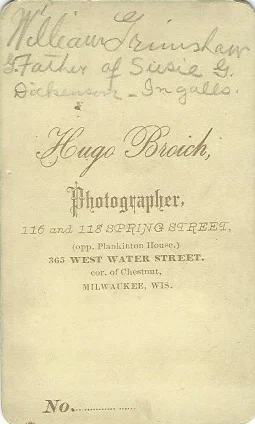 William Grimshaw
G. Father of Susie G.
Dickenson - Ingalls.
Hugo Broich,
Photographer,
116 and 118 SPRING STREET,
(opp. Plankinton House.)
365 WEST WATER STREET.
cor. of Chestnut,
MILWAUKEE, WIS.
No.